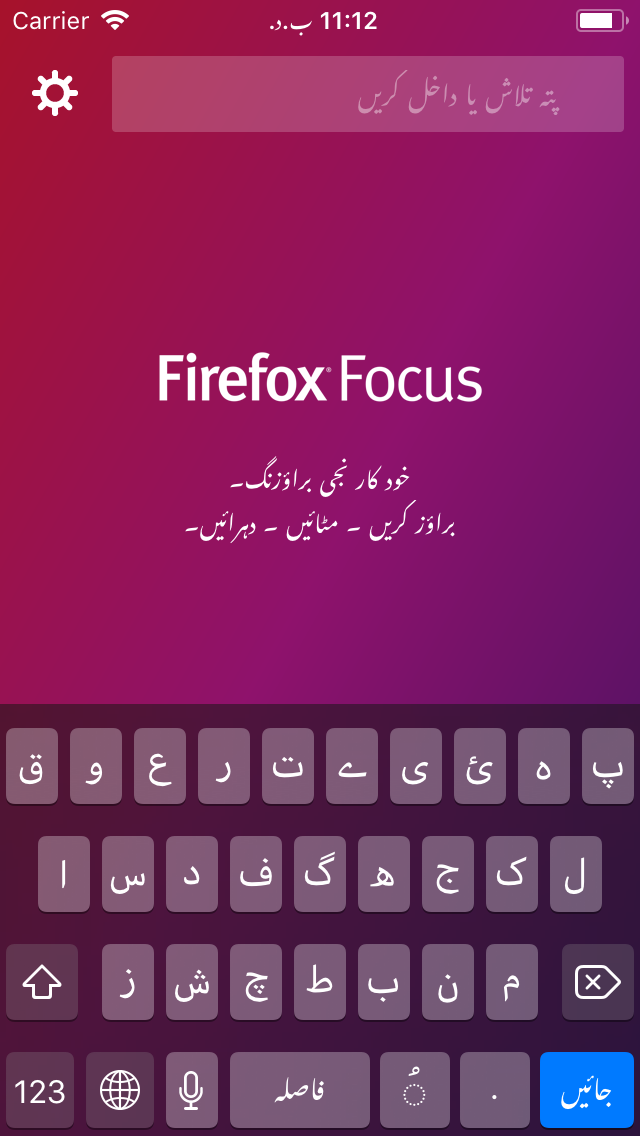 Carrier 11:12 ب.د.
پتہ تلاش یا داخل کریں
Firefox® Focus
خود کار نجی براؤزنگ۔
براؤز کریں ۔ مٹائیں ۔ دہرائیں۔
ق و ع ر ت ے ی ئ ہ پ
ا س د ف گ ھ ج ک ل
ز ش چ ط ب ن م
123 فاصلہ ُ . جائیں